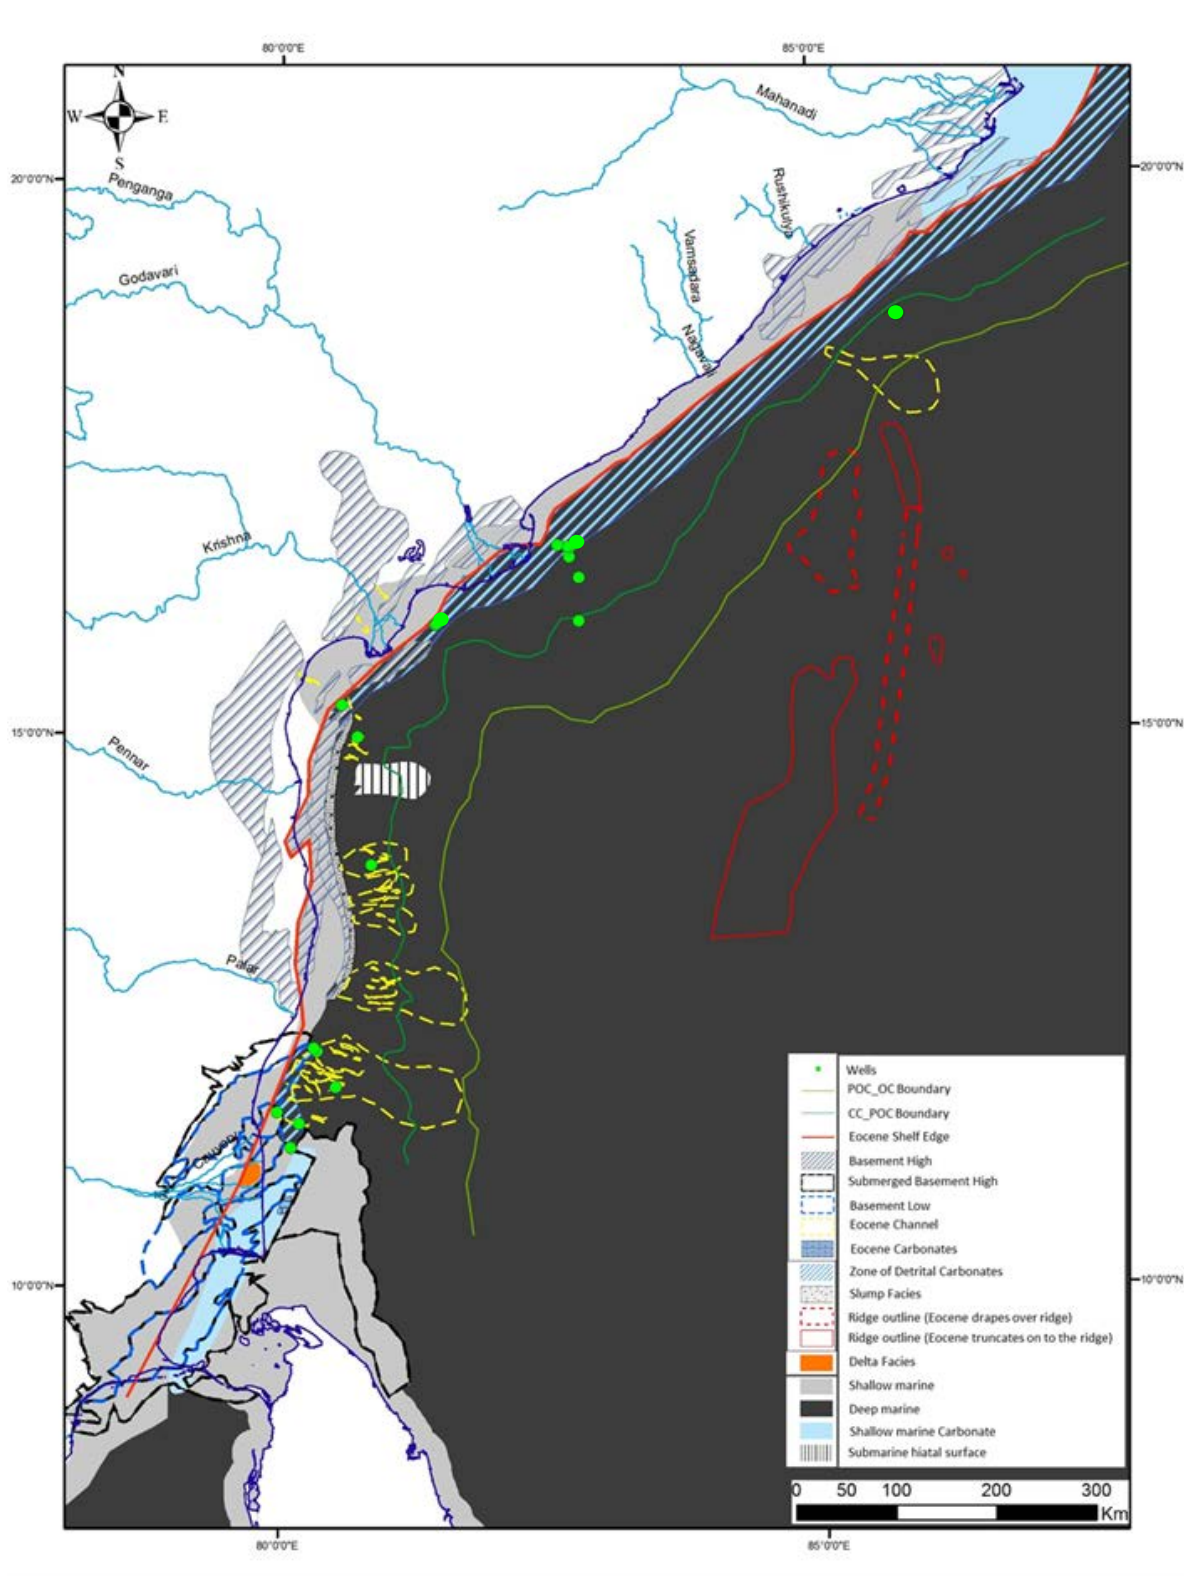 80°0'0"E 85°0'0"E
N
W E
S
20°0'0"N 20°0'0"N
Mahanadi
Penganga
Rushikulya
Vamsadara
Godavari
Nagavali
Krishna
15°0'0"N 15°0'0"N
Pennar
Palar
Cauvery
10°0'0"N 10°0'0"N
Wells
POC_OC Boundary
CC_POC Boundary
Eocene Shelf Edge
Basement High
Submerged Basement High
Basement Low
Eocene Channel
Eocene Carbonates
Zone of Detrital Carbonates
Slump Facies
Ridge outline (Eocene drapes over ridge)
Ridge outline (Eocene truncates on to the ridge)
Delta Facies
Shallow marine
Deep marine
Shallow marine Carbonate
Submarine hiatal surface
0 50 100 200 300
Km
80°0'0"E 85°0'0"E